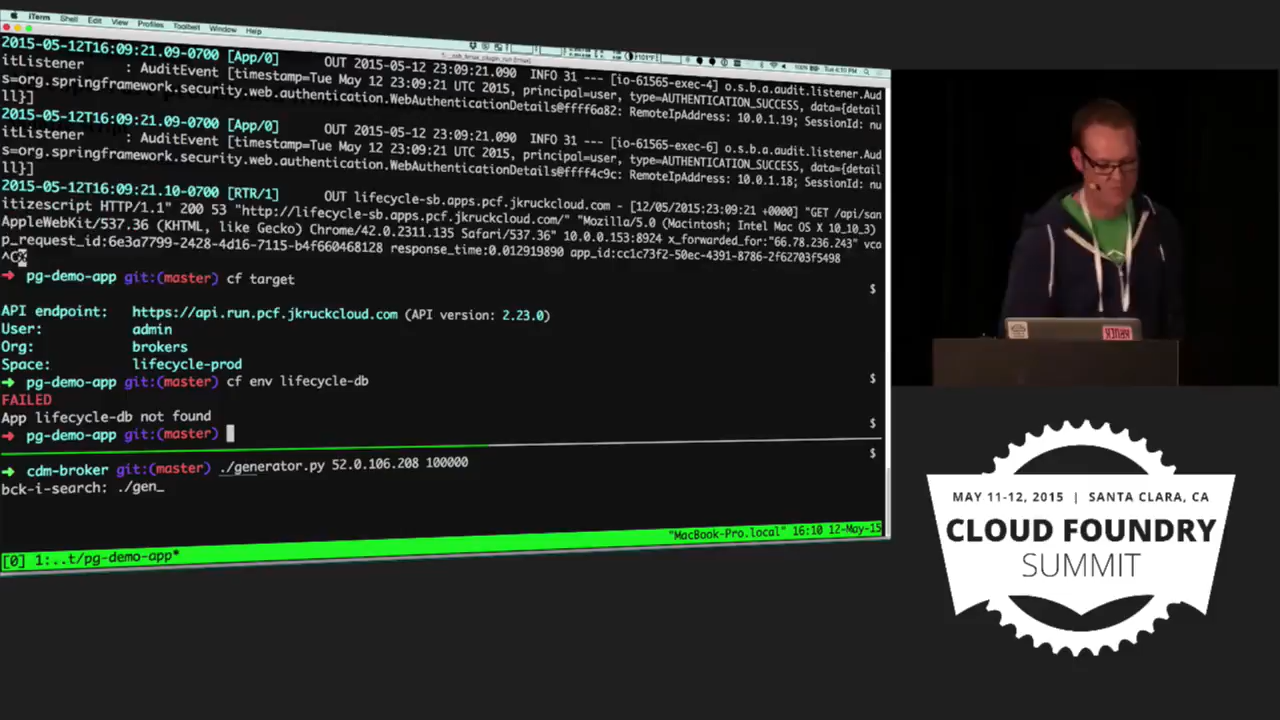 iTerm Shell Edit View Profiles Toolbelt Window Help
2015-05-12T16:09:21.09-0700 [App/0] OUT 2015-05-12 23:09:21.090 INFO 31 --- [io-61565-exec-4] o.s.b.a.audit.listener.Aud
itListener : AuditEvent [timestamp=Tue May 12 23:09:21 UTC 2015, principal=user, type=AUTHENTICATION_SUCCESS, data={detail
s=org.springframework.security.web.authentication.WebAuthenticationDetails@ffff6a82: RemoteIpAddress: 10.0.1.19; SessionId: nu
ll}]
2015-05-12T16:09:21.09-0700 [App/0] OUT 2015-05-12 23:09:21.090 INFO 31 --- [io-61565-exec-6] o.s.b.a.audit.listener.Aud
itListener : AuditEvent [timestamp=Tue May 12 23:09:21 UTC 2015, principal=user, type=AUTHENTICATION_SUCCESS, data={detail
s=org.springframework.security.web.authentication.WebAuthenticationDetails@ffff4c9c: RemoteIpAddress: 10.0.1.18; SessionId: nu
ll}]
2015-05-12T16:09:21.10-0700 [RTR/1] OUT lifecycle-sb.apps.pcf.jkruckcloud.com - [12/05/2015:23:09:21 +0000] "GET /api/san
itizescript HTTP/1.1" 200 53 "http://lifecycle-sb.apps.pcf.jkruckcloud.com/" "Mozilla/5.0 (Macintosh; Intel Mac OS X 10_10_3)
AppleWebKit/537.36 (KHTML, like Gecko) Chrome/42.0.2311.135 Safari/537.36" 10.0.0.153:8924 x_forwarded_for:"66.78.236.243" vca
p_request_id:6e3a7799-2428-4d16-7115-b4f660468128 response_time:0.012919890 app_id:cc1c73f2-50ec-4391-8786-2f62703f5498
^C%
➜ pg-demo-app git:(master) cf target $
API endpoint: https://api.run.pcf.jkruckcloud.com (API version: 2.23.0)
User: admin
Org: brokers
Space: lifecycle-prod
➜ pg-demo-app git:(master) cf env lifecycle-db $
FAILED
App lifecycle-db not found
➜ pg-demo-app git:(master) $
➜ cdm-broker git:(master) ./generator.py 52.0.106.208 100000 $
bck-i-search: ./gen_
[0] 1:..t/pg-demo-app* "MacBook-Pro.local" 16:10 12-May-15
MAY 11-12, 2015 | SANTA CLARA, CA
CLOUD FOUNDRY
SUMMIT